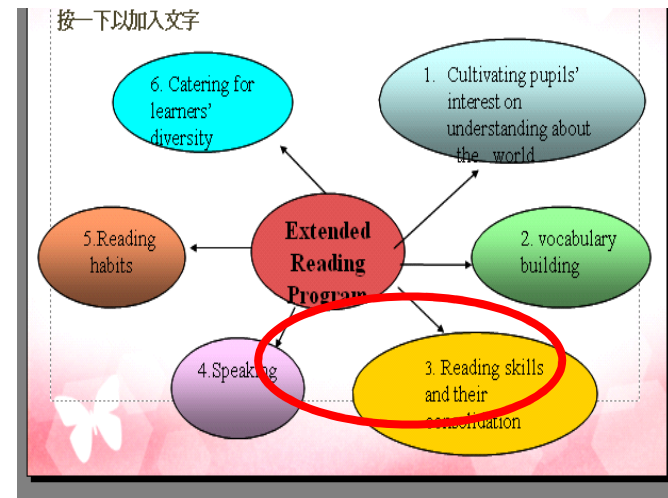 按一下以加入文字
6. Catering for
learners’
diversity
1. Cultivating pupils’
interest on
understanding about
the world
Extended
Reading
Program
5.Reading
habits
2. vocabulary
building
4.Speaking
3. Reading skills
and their
consolidation